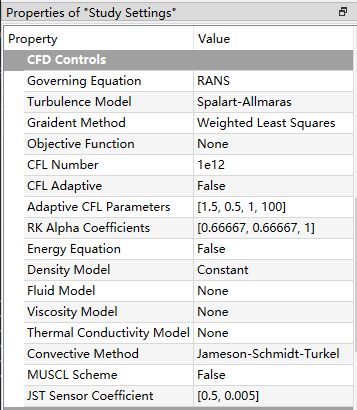 Properties of "Study Settings"
Property Value
CFD Controls
Governing Equation RANS
Turbulence Model Spalart-Allmaras
Graident Method Weighted Least Squares
Objective Function None
CFL Number 1e12
CFL Adaptive False
Adaptive CFL Parameters [1.5, 0.5, 1, 100]
RK Alpha Coefficients [0.66667, 0.66667, 1]
Energy Equation False
Density Model Constant
Fluid Model None
Viscosity Model None
Thermal Conductivity Model None
Convective Method Jameson-Schmidt-Turkel
MUSCL Scheme False
JST Sensor Coefficient [0.5, 0.005]